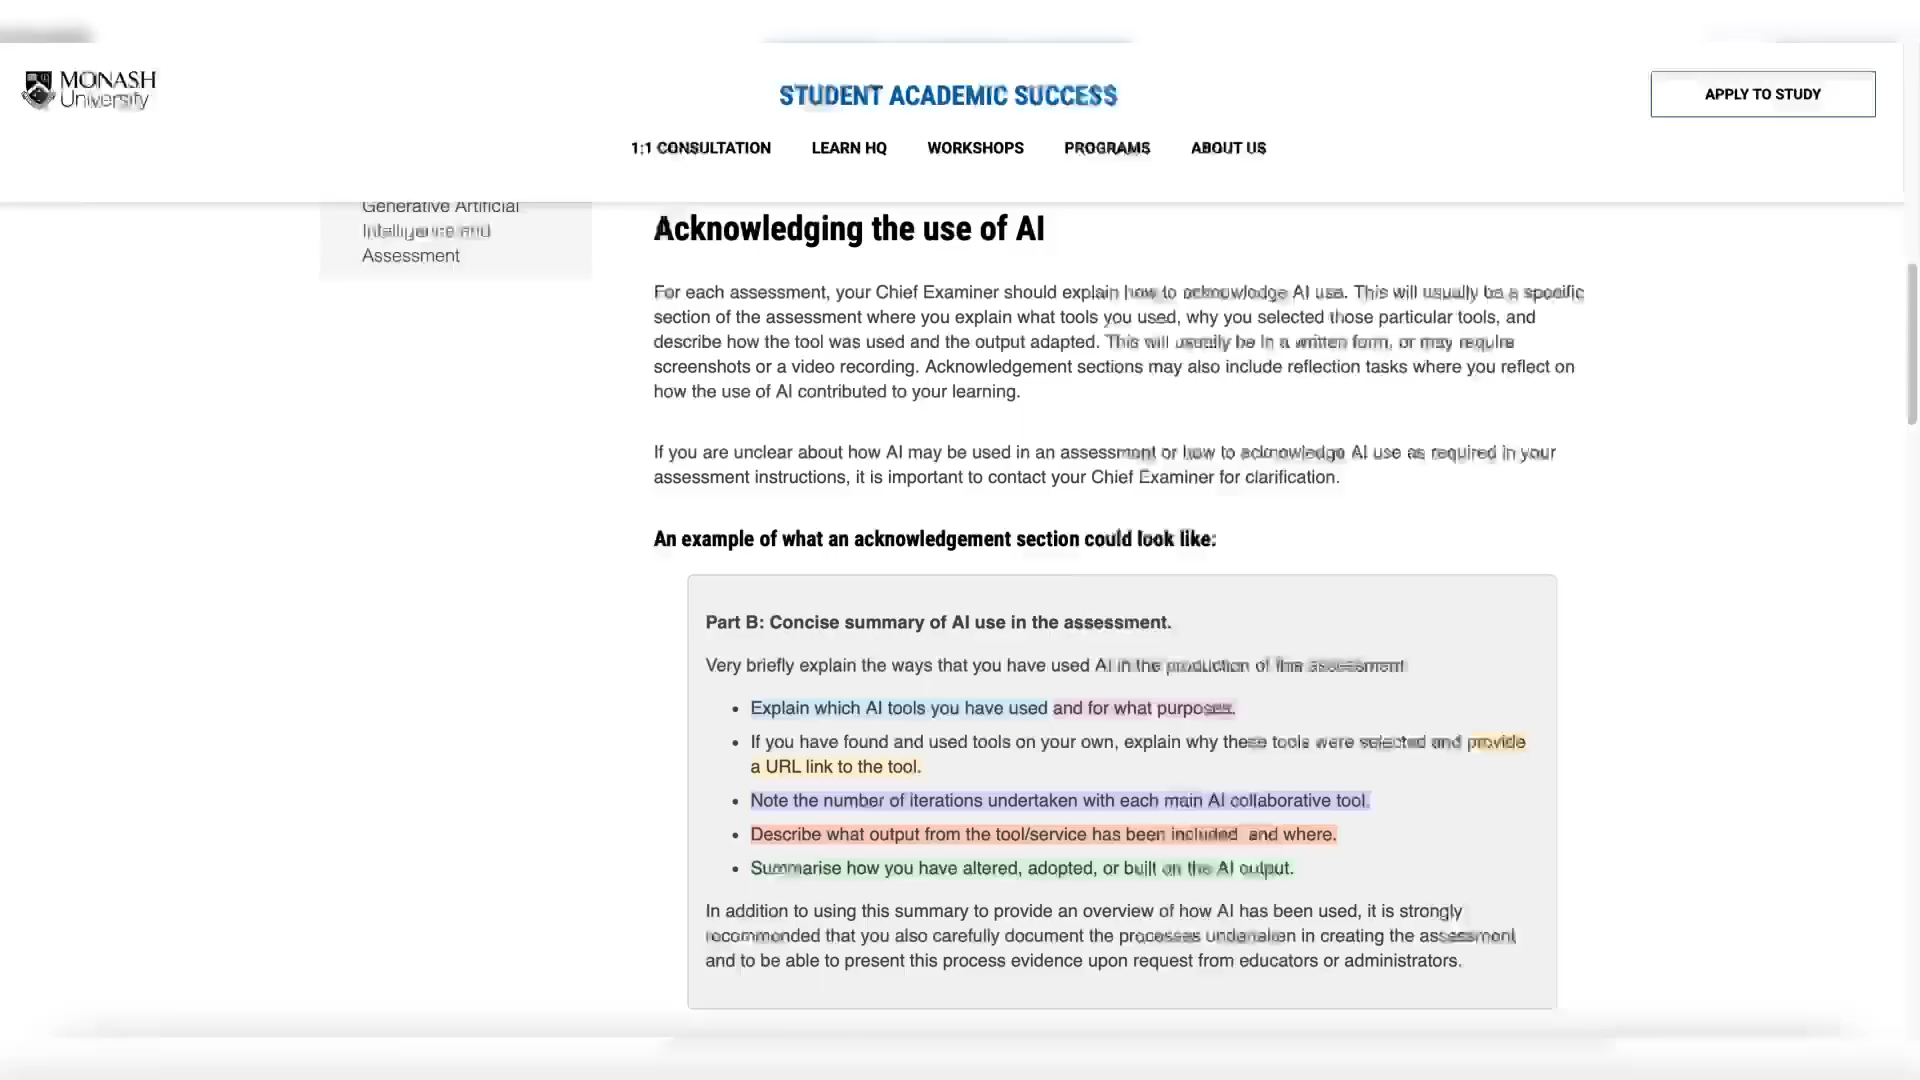 MONASH
University
STUDENT ACADEMIC SUCCESS
APPLY TO STUDY
1:1 CONSULTATION LEARN HQ WORKSHOPS PROGRAMS ABOUT US
Generative Artificial
Intelligence and
Assessment
Acknowledging the use of AI
For each assessment, your Chief Examiner should explain how to acknowledge AI use. This will usually be a specific
section of the assessment where you explain what tools you used, why you selected those particular tools, and
describe how the tool was used and the output adapted. This will usually be in a written form, or may require
screenshots or a video recording. Acknowledgement sections may also include reflection tasks where you reflect on
how the use of AI contributed to your learning.
If you are unclear about how AI may be used in an assessment or how to acknowledge AI use as required in your
assessment instructions, it is important to contact your Chief Examiner for clarification.
An example of what an acknowledgement section could look like:
Part B: Concise summary of AI use in the assessment.
Very briefly explain the ways that you have used AI in the production of the assessment
• Explain which AI tools you have used and for what purposes.
• If you have found and used tools on your own, explain why these tools were selected and provide
a URL link to the tool.
• Note the number of iterations undertaken with each main AI collaborative tool.
• Describe what output from the tool/service has been included and where.
• Summarise how you have altered, adopted, or built on the AI output.
In addition to using this summary to provide an overview of how AI has been used, it is strongly
recommended that you also carefully document the processes undertaken in creating the assessment
and to be able to present this process evidence upon request from educators or administrators.